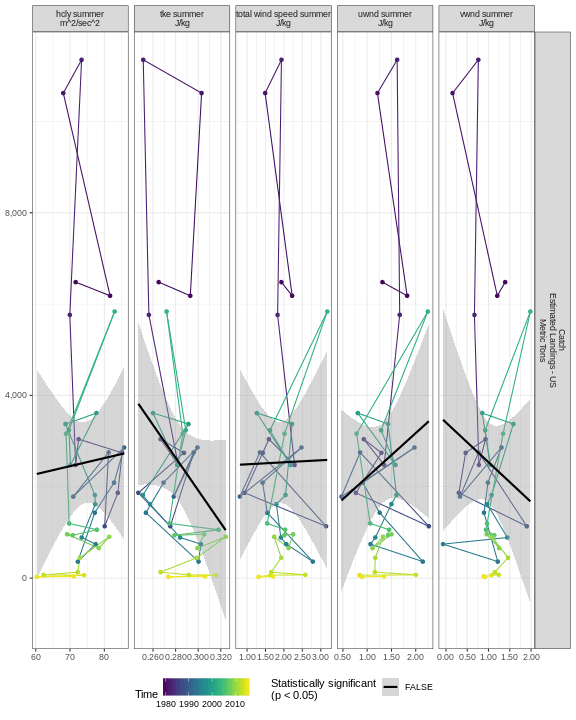 hcly summer
m^2/sec^2
tke summer
J/kg
total wind speed summer
J/kg
uwnd summer
J/kg
vwnd summer
J/kg
8,000
4,000
0
Catch
Estimated Landings - US
Metric Tons
60 70 80
0.260 0.280 0.300 0.320
1.00 1.50 2.00 2.50 3.00
0.50 1.00 1.50 2.00
0.00 0.50 1.00 1.50 2.00
Time
1980 1990 2000 2010
Statistically significant
(p < 0.05)
FALSE